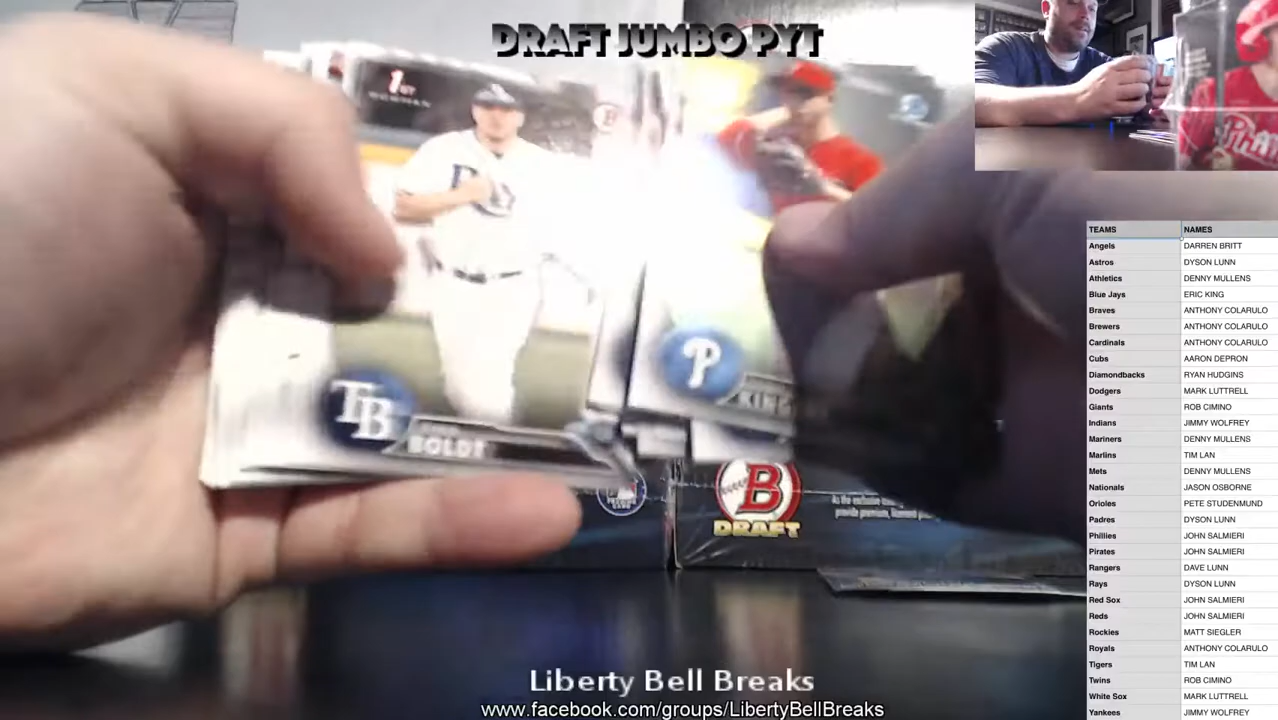 DRAFT JUMBO PYT
1ST
BOWMAN
TB
BOLDT
P
B
DRAFT
TEAMS NAMES
Angels DARREN BRITT
Astros DYSON LUNN
Athletics DENNY MULLENS
Blue Jays ERIC KING
Braves ANTHONY COLARULO
Brewers ANTHONY COLARULO
Cardinals ANTHONY COLARULO
Cubs AARON DEPRON
Diamondbacks RYAN HUDGINS
Dodgers MARK LUTTRELL
Giants ROB CIMINO
Indians JIMMY WOLFREY
Mariners DENNY MULLENS
Marlins TIM LAN
Mets DENNY MULLENS
Nationals JASON OSBORNE
Orioles PETE STUDENMUND
Padres DYSON LUNN
Phillies JOHN SALMIERI
Pirates JOHN SALMIERI
Rangers DAVE LUNN
Rays DYSON LUNN
Red Sox JOHN SALMIERI
Reds JOHN SALMIERI
Rockies MATT SIEGLER
Royals ANTHONY COLARULO
Tigers TIM LAN
Twins ROB CIMINO
White Sox MARK LUTTRELL
Yankees JIMMY WOLFREY
Liberty Bell Breaks
www.facebook.com/groups/LibertyBellBreaks